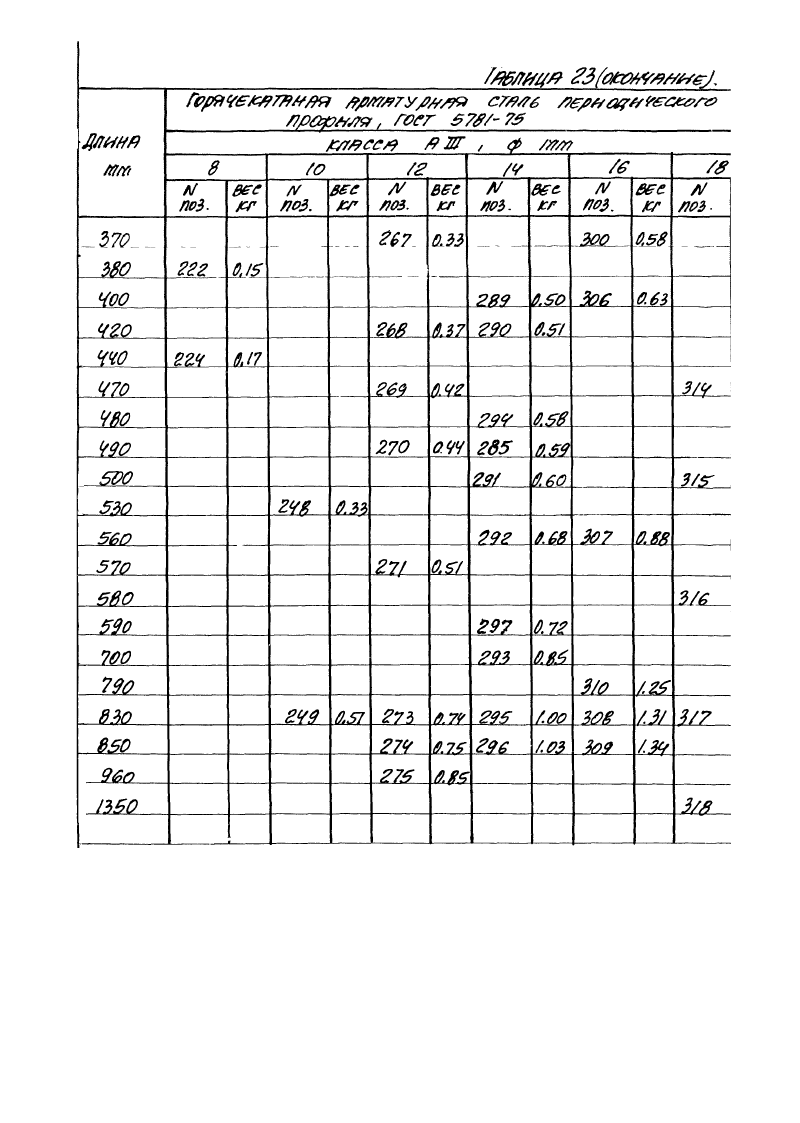 Таблица 23 (окончание).
Горячекатаная арматурная сталь периодического
профиля, ГОСТ 5781-75
Длина
мм
класса А III, ф мм
8 10 12 14 16 18
N поз. вес кг N поз. вес кг N поз. вес кг N поз. вес кг N поз. вес кг N поз.
370 267 0.33 300 0.58
380 222 0.15
400 289 0.50 306 0.63
420 268 0.37 290 0.51
440 224 0.17
470 269 0.42 314
480 294 0.58
490 270 0.44 285 0.59
500 291 0.60 315
530 248 0.33
560 292 0.68 307 0.88
570 271 0.51
580 316
590 297 0.72
700 293 0.85
790 310 1.25
830 249 0.51 273 0.74 295 1.00 308 1.31 317
850 274 0.75 296 1.03 309 1.34
960 275 0.85
1350 318